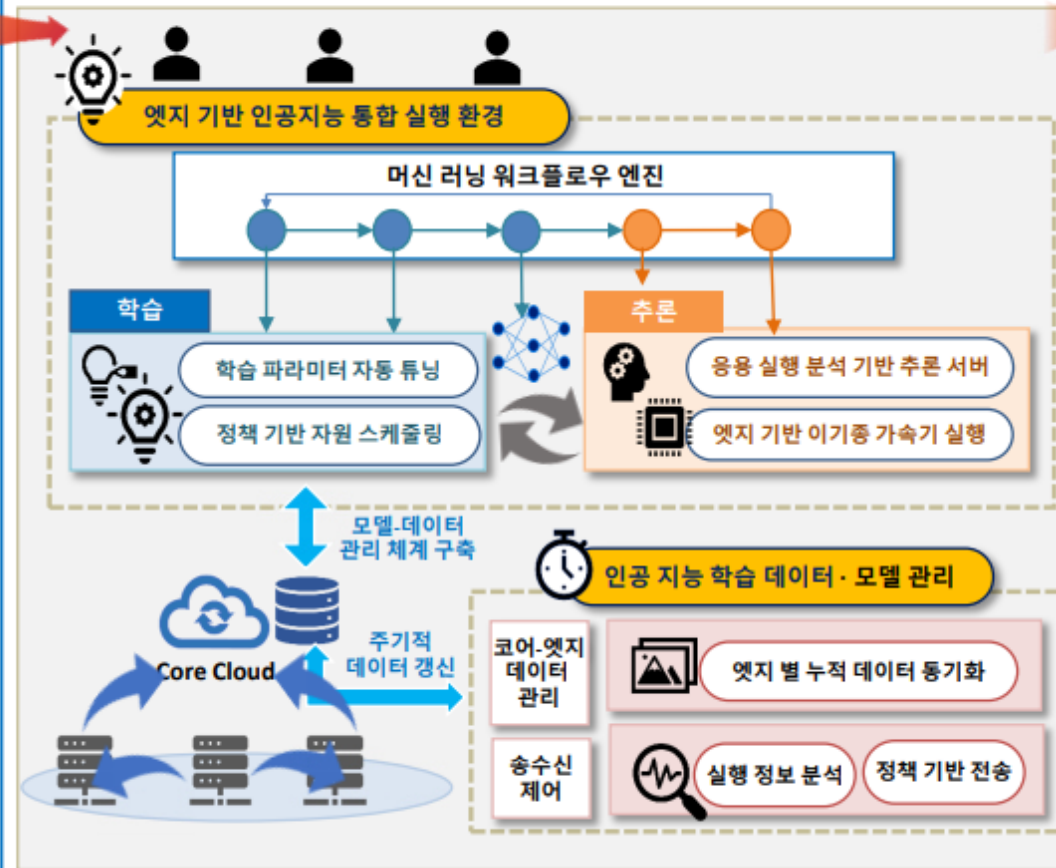 엣지 기반 인공지능 통합 실행 환경
머신 러닝 워크플로우 엔진
학습
추론
학습 파라미터 자동 튜닝
정책 기반 자원 스케줄링
응용 실행 분석 기반 추론 서버
엣지 기반 이기종 가속기 실행
모델-데이터
관리 체계 구축
Core Cloud
주기적
데이터 갱신
인공 지능 학습 데이터 · 모델 관리
코어-엣지
데이터
관리
엣지 별 누적 데이터 동기화
송수신
제어
실행 정보 분석
정책 기반 전송